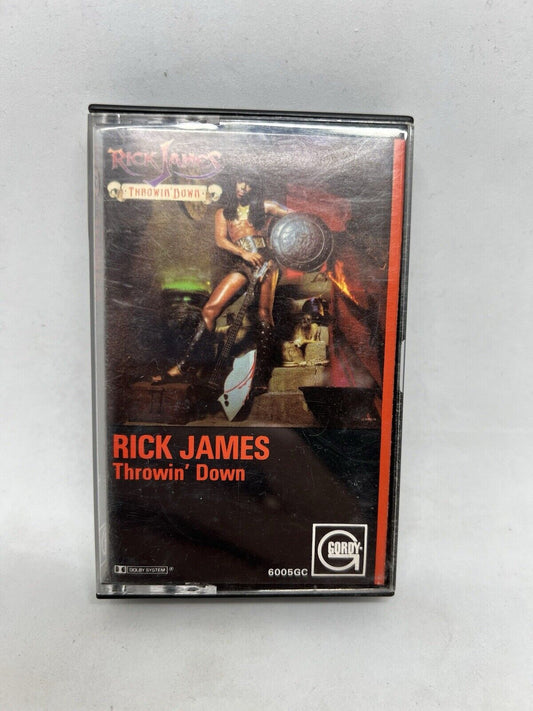 RICK JAMES
THROWIN' DOWN
RICK JAMES
Throwin' Down
GORDY
DOLBY SYSTEM ®
6005GC